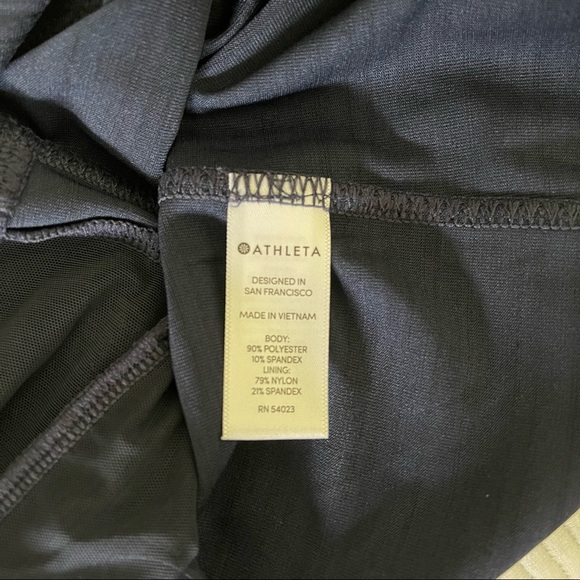 ATHLETA
DESIGNED IN
SAN FRANCISCO
MADE IN VIETNAM
BODY:
90% POLYESTER
10% SPANDEX
LINING:
79% NYLON
21% SPANDEX
RN 54023